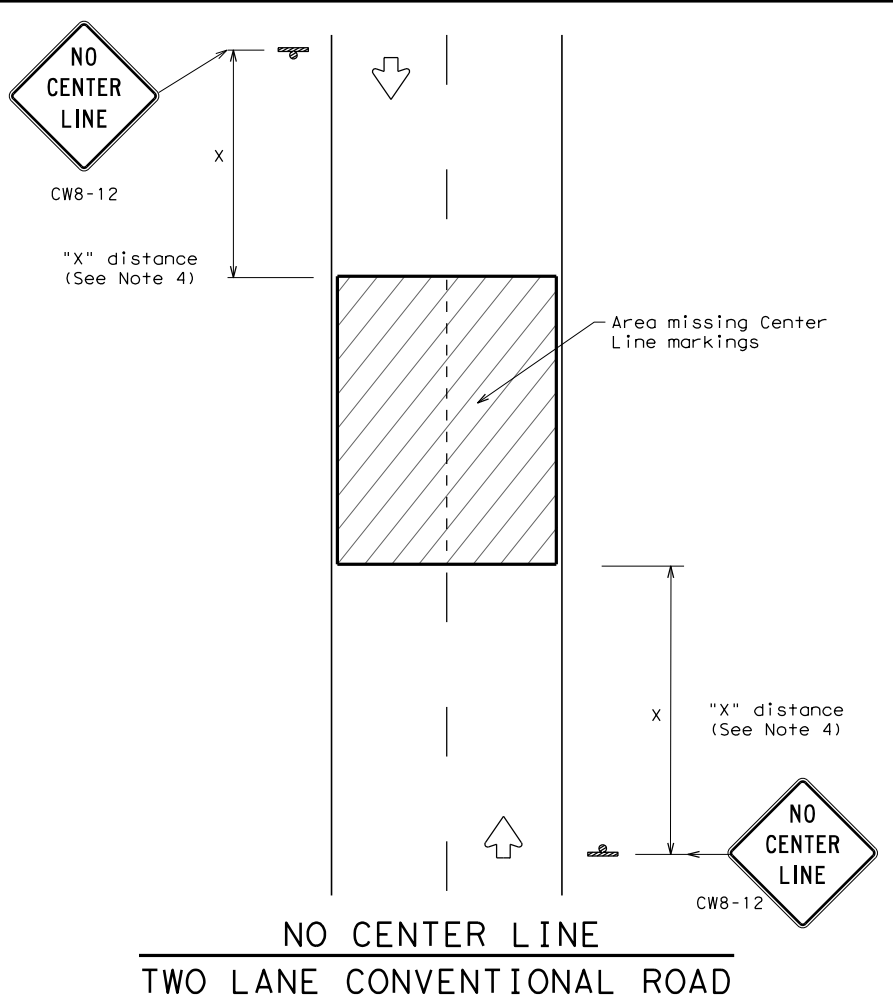 NO
CENTER
LINE
CW8-12
X
"X" distance
(See Note 4)
Area missing Center
Line markings
X
"X" distance
(See Note 4)
NO
CENTER
LINE
CW8-12
NO CENTER LINE
TWO LANE CONVENTIONAL ROAD